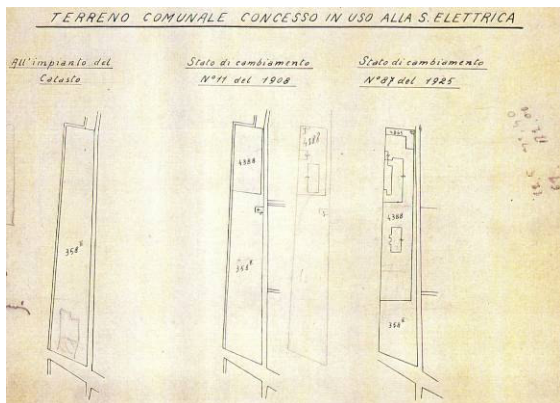 TERRENO COMUNALE CONCESSO IN USO ALLA S. ELETTRICA
All'impianto del
Catasto
Stato di cambiamento
N° 11 del 1908
Stato di cambiamento
N° 87 del 1925
358
4388
358
4388
4388
358